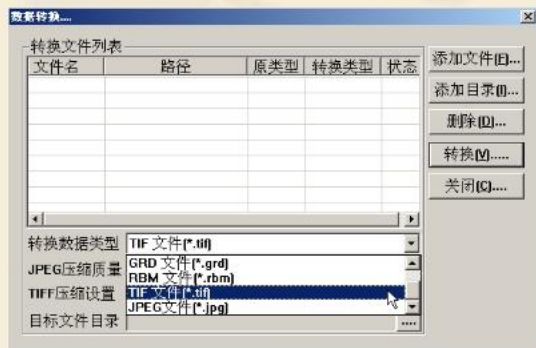 数据转换....
转换文件列表
文件名 路径 原类型 转换类型 状态
添加文件(F)...
添加目录(I)...
删除(D)...
转换(V).....
关闭(C)....
转换数据类型 TIF 文件(*.tif)
JPEG压缩质量
TIFF压缩设置
目标文件目录
GRD 文件(*.grd)
RBM 文件(*.rbm)
TIF 文件(*.tif)
JPEG文件(*.jpg)
....